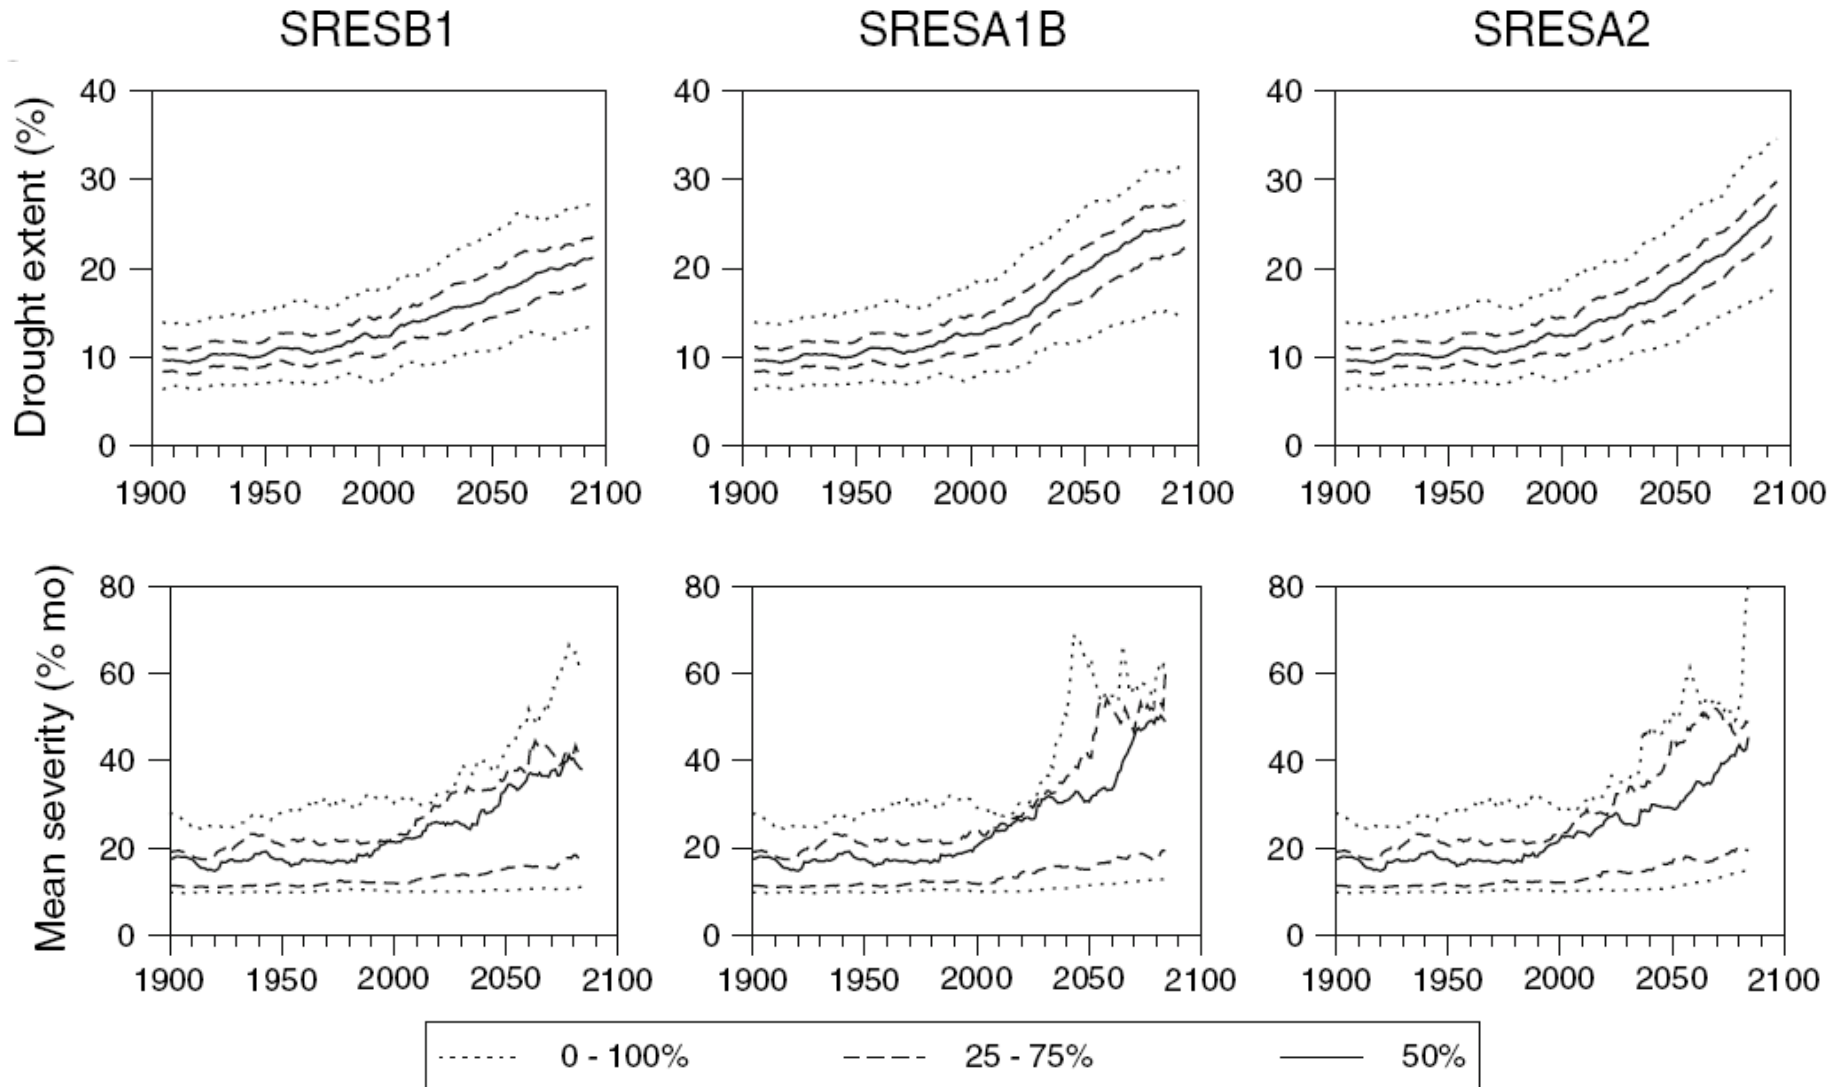 SRESB1 SRESA1B SRESA2
Drought extent (%)
40 40 40
30 30 30
20 20 20
10 10 10
0 0 0
1900 1950 2000 2050 2100 1900 1950 2000 2050 2100 1900 1950 2000 2050 2100
Mean severity (% mo)
80 80 80
60 60 60
40 40 40
20 20 20
0 0 0
1900 1950 2000 2050 2100 1900 1950 2000 2050 2100 1900 1950 2000 2050 2100
0 - 100% 25 - 75% 50%